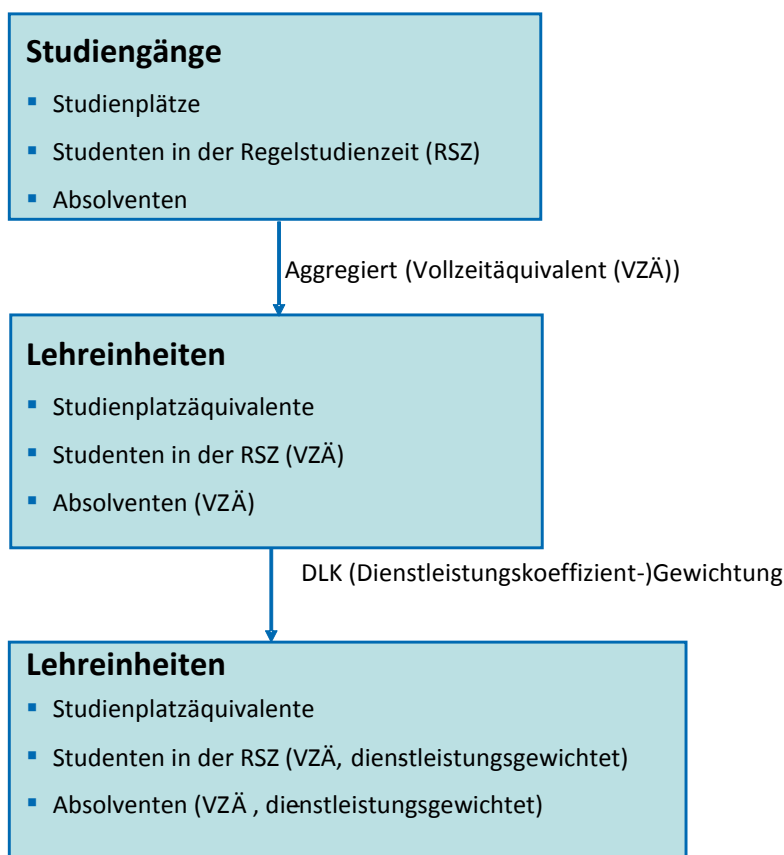 Studiengänge
▪ Studienplätze
▪ Studenten in der Regelstudienzeit (RSZ)
▪ Absolventen
Aggregiert (Vollzeitäquivalent (VZÄ))
Lehreinheiten
▪ Studienplatzäquivalente
▪ Studenten in der RSZ (VZÄ)
▪ Absolventen (VZÄ)
DLK (Dienstleistungskoeffizient-)Gewichtung
Lehreinheiten
▪ Studienplatzäquivalente
▪ Studenten in der RSZ (VZÄ, dienstleistungsgewichtet)
▪ Absolventen (VZÄ , dienstleistungsgewichtet)